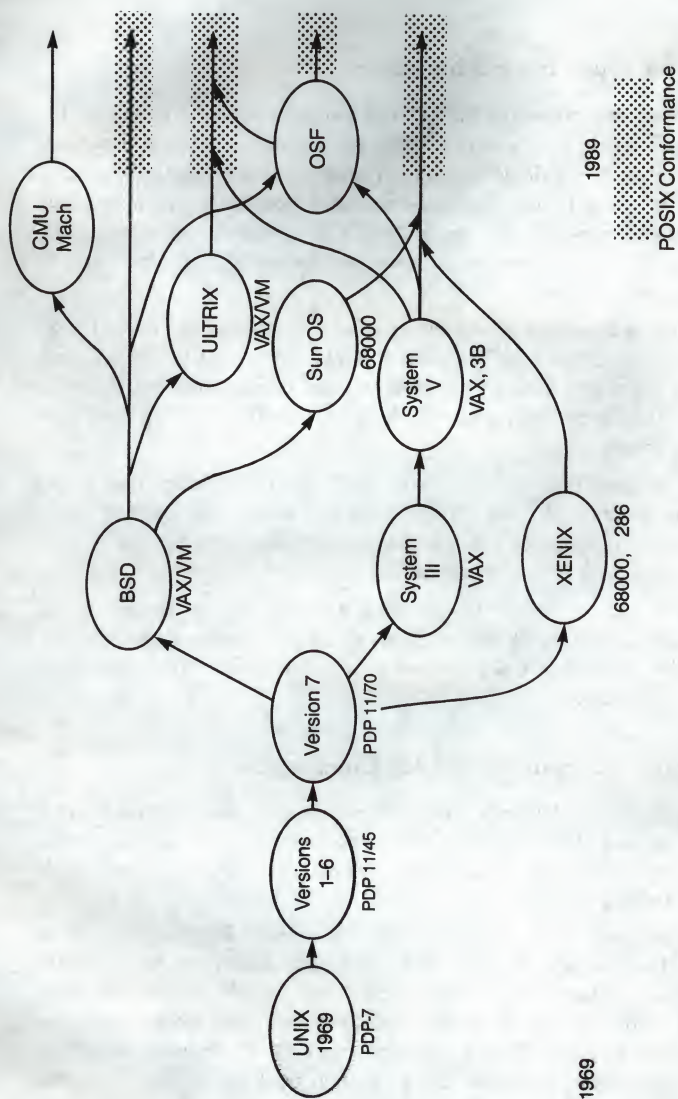 UNIX
1969
PDP-7
Versions
1–6
PDP 11/45
Version 7
PDP 11/70
BSD
VAX/VM
System
III
VAX
XENIX
68000, 286
CMU
Mach
ULTRIX
VAX/VM
Sun OS
68000
System
V
VAX, 3B
OSF
1969
1989
POSIX Conformance